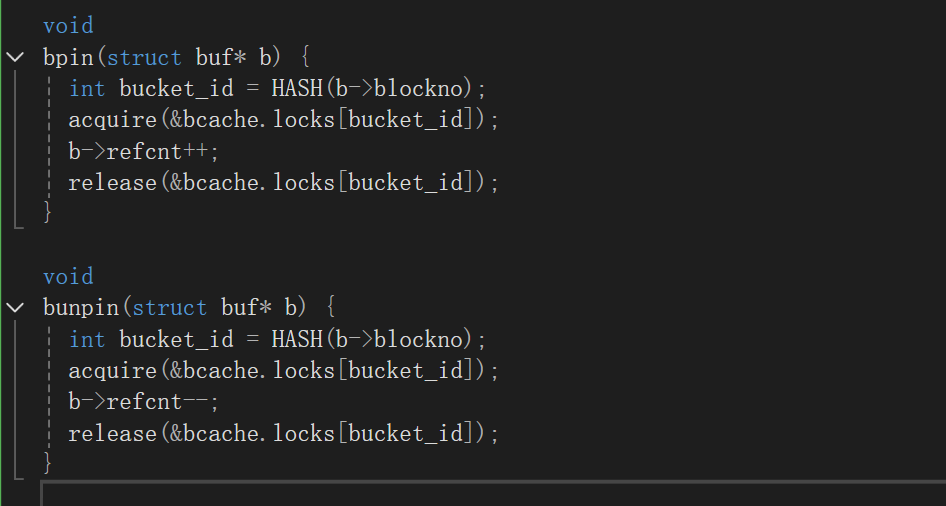 void
bpin(struct buf* b) {
int bucket_id = HASH(b->blockno);
acquire(&bcache.locks[bucket_id]);
b->refcnt++;
release(&bcache.locks[bucket_id]);
}
void
bunpin(struct buf* b) {
int bucket_id = HASH(b->blockno);
acquire(&bcache.locks[bucket_id]);
b->refcnt--;
release(&bcache.locks[bucket_id]);
}